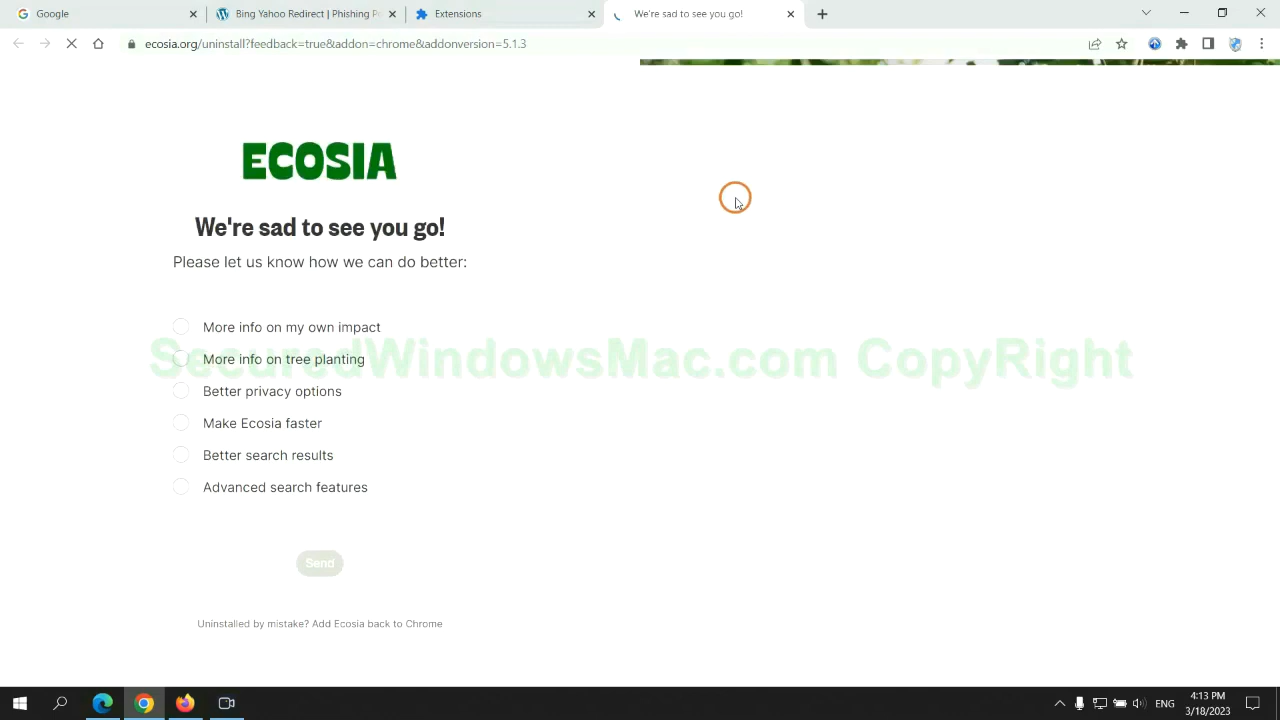 Google
Bing Yahoo Redirect | Phishing P
Extensions
We're sad to see you go!
ecosia.org/uninstall?feedback=true&addon=chrome&addonversion=5.1.3
ECOSIA
We're sad to see you go!
Please let us know how we can do better:
More info on my own impact
More info on tree planting
SecuredWindowsMac.com CopyRight
Better privacy options
Make Ecosia faster
Better search results
Advanced search features
Send
Uninstalled by mistake? Add Ecosia back to Chrome
ENG
4:13 PM
3/18/2023